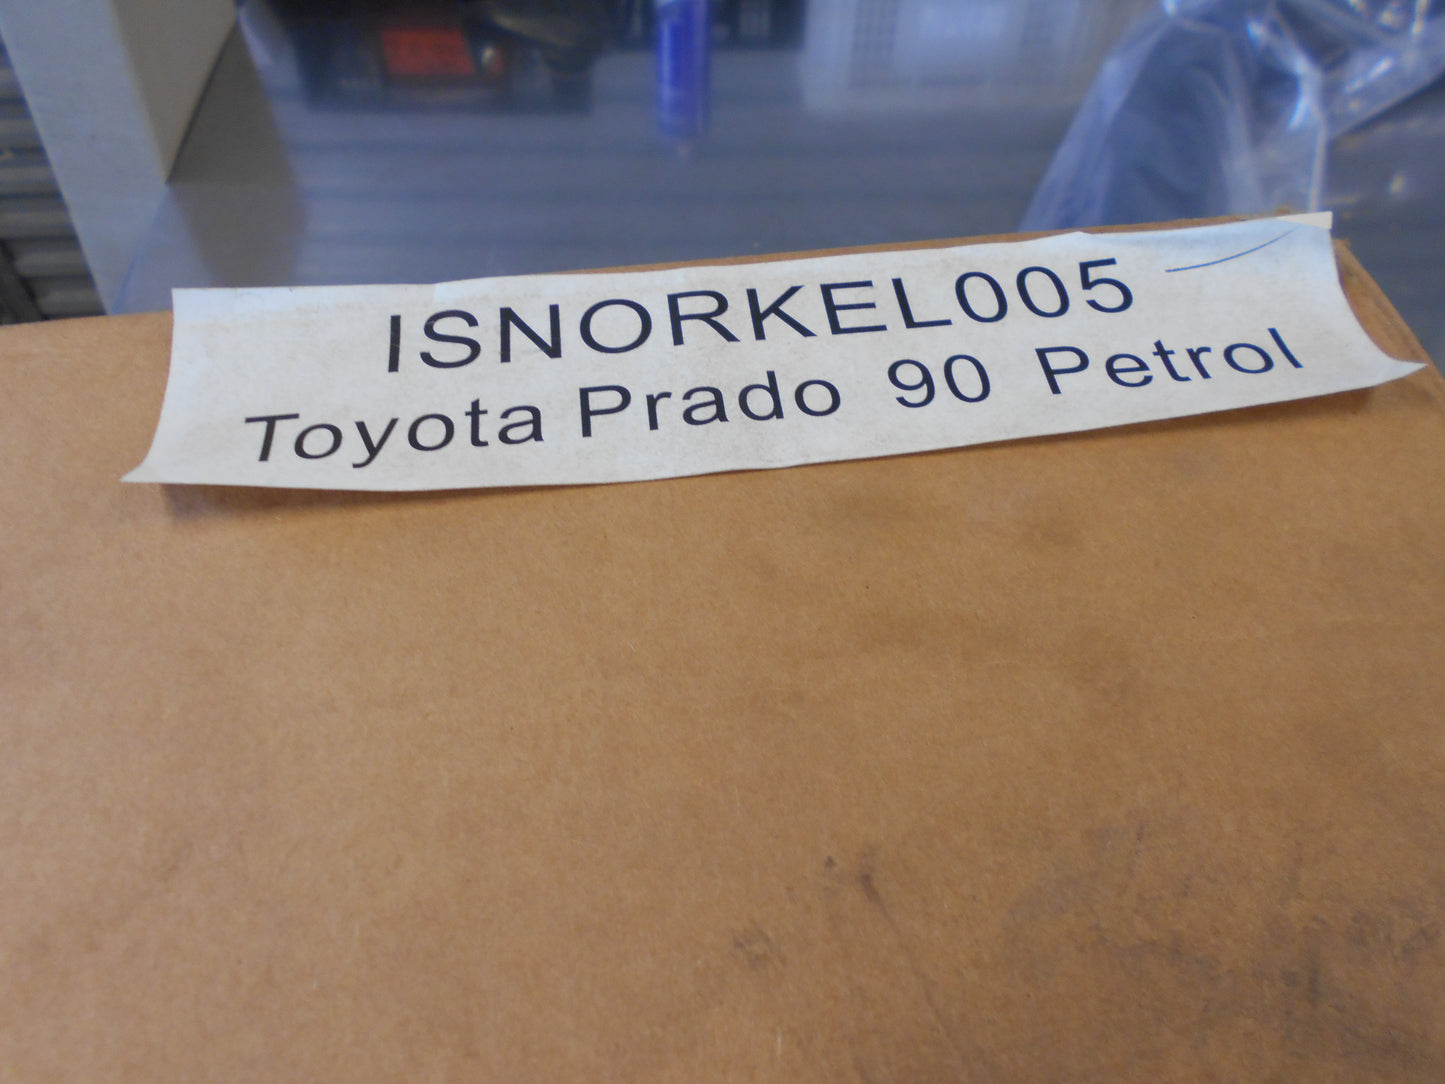 ISNORKEL005
Toyota Prado 90 Petrol